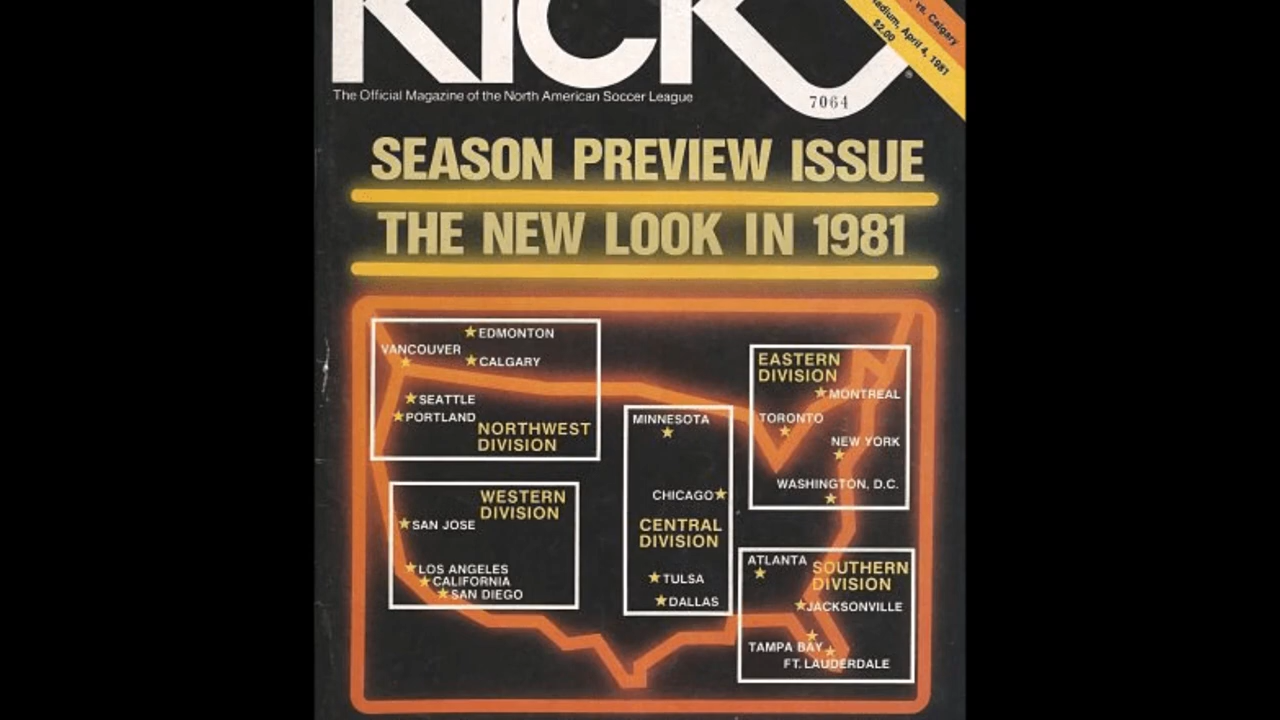 KICK
vs. Calgary
Stadium, April 4, 1981
$2.00
The Official Magazine of the North American Soccer League
7064
SEASON PREVIEW ISSUE
THE NEW LOOK IN 1981
EDMONTON
VANCOUVER
CALGARY
SEATTLE
PORTLAND
NORTHWEST
DIVISION
EASTERN
DIVISION
MONTREAL
TORONTO
NEW YORK
WASHINGTON, D.C.
MINNESOTA
CHICAGO
CENTRAL
DIVISION
TULSA
DALLAS
WESTERN
DIVISION
SAN JOSE
LOS ANGELES
CALIFORNIA
SAN DIEGO
ATLANTA
SOUTHERN
DIVISION
JACKSONVILLE
TAMPA BAY
FT. LAUDERDALE